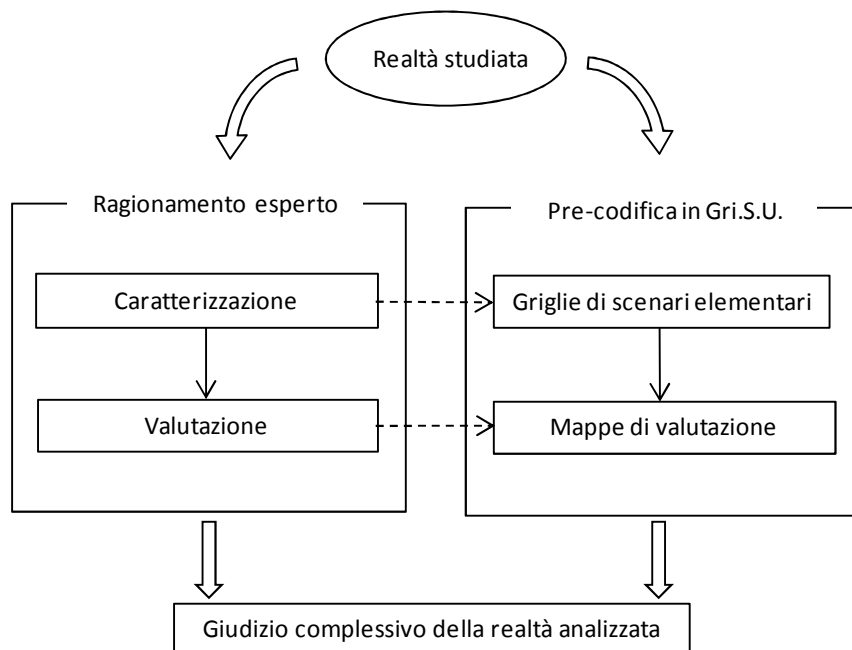 Realtà studiata
Ragionamento esperto
Pre-codifica in Gri.S.U.
Caratterizzazione
Griglie di scenari elementari
Valutazione
Mappe di valutazione
Giudizio complessivo della realtà analizzata